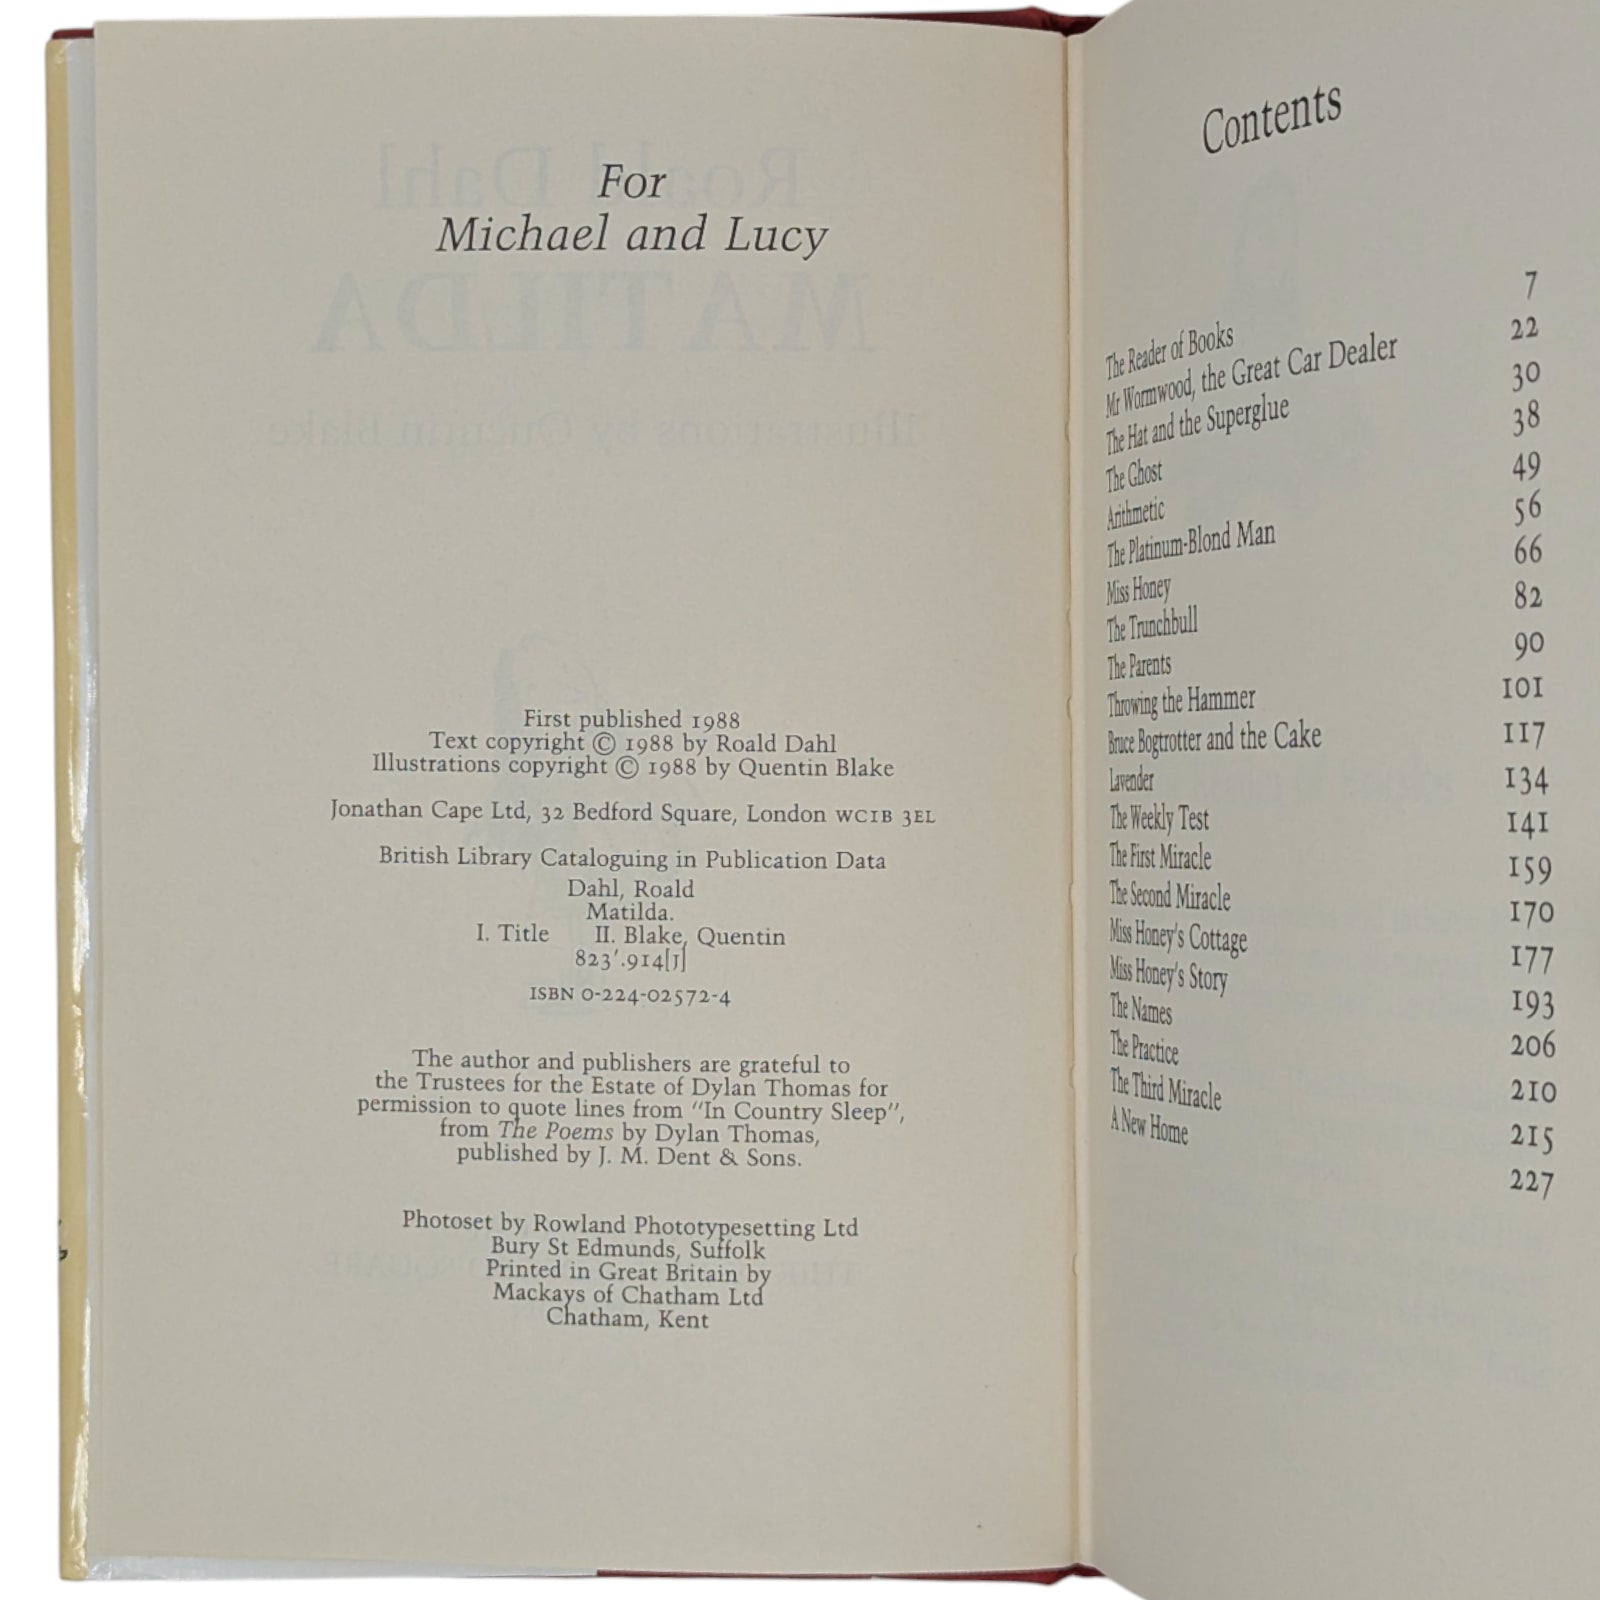 For
Michael and Lucy
First published 1988
Text copyright © 1988 by Roald Dahl
Illustrations copyright © 1988 by Quentin Blake
Jonathan Cape Ltd, 32 Bedford Square, London WC1B 3EL
British Library Cataloguing in Publication Data
Dahl, Roald
Matilda.
I. Title II. Blake, Quentin
823'.914[J]
ISBN 0-224-02572-4
The author and publishers are grateful to
the Trustees for the Estate of Dylan Thomas for
permission to quote lines from "In Country Sleep",
from The Poems by Dylan Thomas,
published by J. M. Dent & Sons.
Photoset by Rowland Phototypesetting Ltd
Bury St Edmunds, Suffolk
Printed in Great Britain by
Mackays of Chatham Ltd
Chatham, Kent
Contents
The Reader of Books 7
Mr Wormwood, the Great Car Dealer 22
The Hat and the Superglue 30
The Ghost 38
Arithmetic 49
The Platinum-Blond Man 56
Miss Honey 66
The Trunchbull 82
The Parents 90
Throwing the Hammer 101
Bruce Bogtrotter and the Cake 117
Lavender 134
The Weekly Test 141
The First Miracle 159
The Second Miracle 170
Miss Honey's Cottage 177
Miss Honey's Story 193
The Names 206
The Practice 210
The Third Miracle 215
A New Home 227